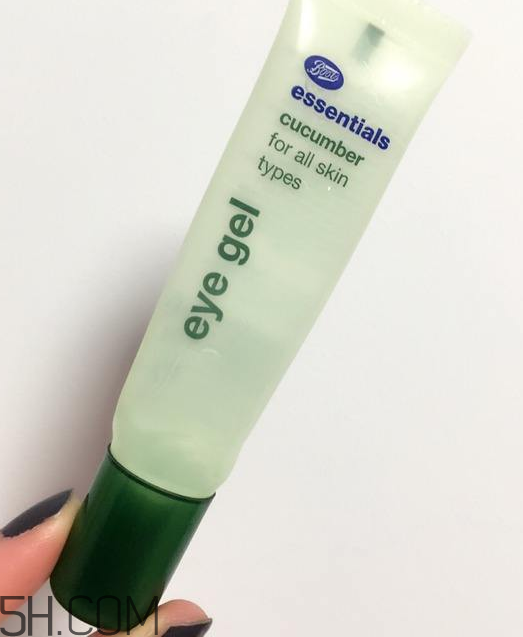 Boots
essentials
cucumber
for all skin
types
eye gel
5H.COM